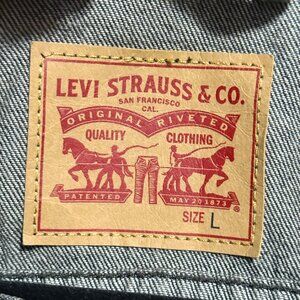 LEVI STRAUSS & CO.
SAN FRANCISCO
CAL.
ORIGINAL RIVETED
QUALITY CLOTHING
PATENTED MAY 20 1873
®
SIZE L